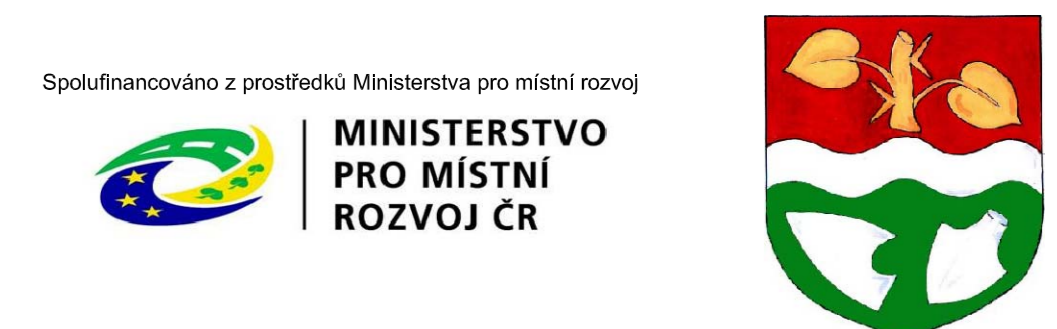 Spolufinancováno z prostředků Ministerstva pro místní rozvoj
MINISTERSTVO
PRO MÍSTNÍ
ROZVOJ ČR